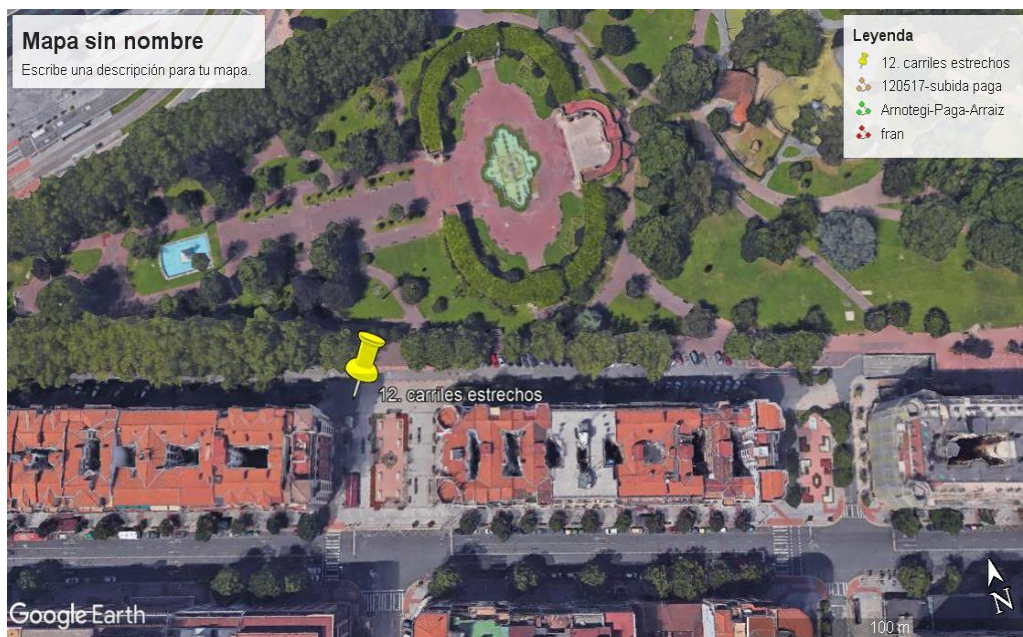 Mapa sin nombre
Escribe una descripción para tu mapa.
Leyenda
12. carriles estrechos
120517-subida paga
Arnotegi-Paga-Arraiz
fran
12. carriles estrechos
Google Earth
N
100 m